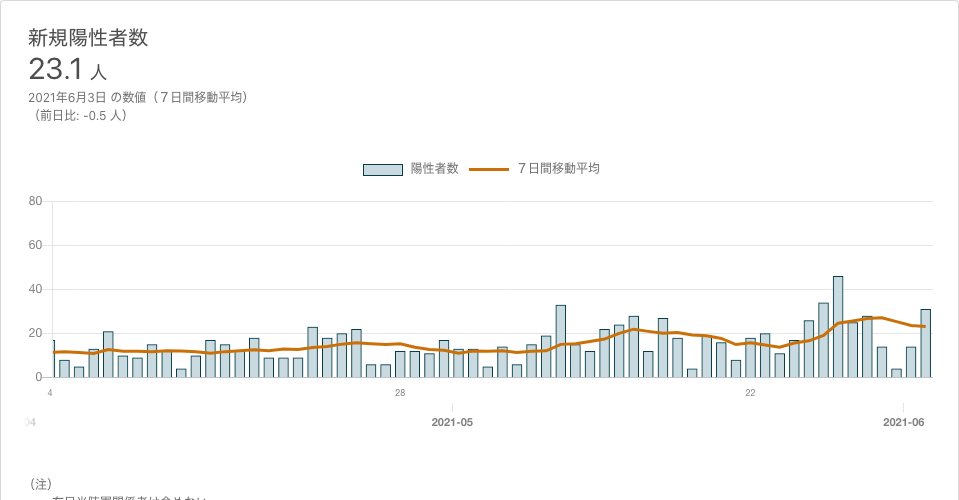 新規陽性者数
23.1 人
2021年6月3日 の数値（７日間移動平均）
（前日比: -0.5 人）
陽性者数 ７日間移動平均
80
60
40
20
0
4 28 22
04 2021-05 2021-06
（注）